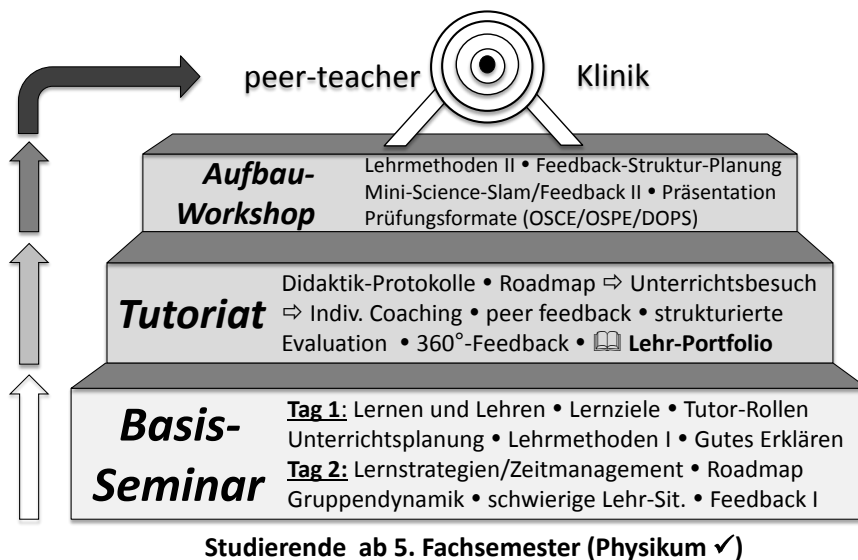 peer-teacher Klinik
Aufbau-
Workshop
Lehrmethoden II • Feedback-Struktur-Planung
Mini-Science-Slam/Feedback II • Präsentation
Prüfungsformate (OSCE/OSPE/DOPS)
Tutoriat
Didaktik-Protokolle • Roadmap ⇨ Unterrichtsbesuch
⇨ Indiv. Coaching • peer feedback • strukturierte
Evaluation • 360°-Feedback • 🕮 Lehr-Portfolio
Basis-
Seminar
Tag 1: Lernen und Lehren • Lernziele • Tutor-Rollen
Unterrichtsplanung • Lehrmethoden I • Gutes Erklären
Tag 2: Lernstrategien/Zeitmanagement • Roadmap
Gruppendynamik • schwierige Lehr-Sit. • Feedback I
Studierende ab 5. Fachsemester (Physikum ✓)